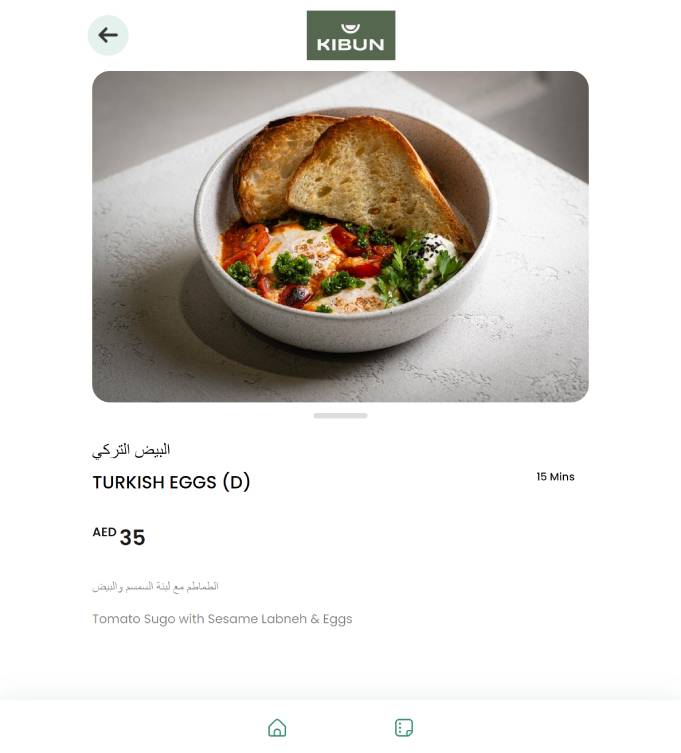 KIBUN
البيض التركي
TURKISH EGGS (D)
15 Mins
AED 35
الطماطم مع لبنة السمسم والبيض
Tomato Sugo with Sesame Labneh & Eggs